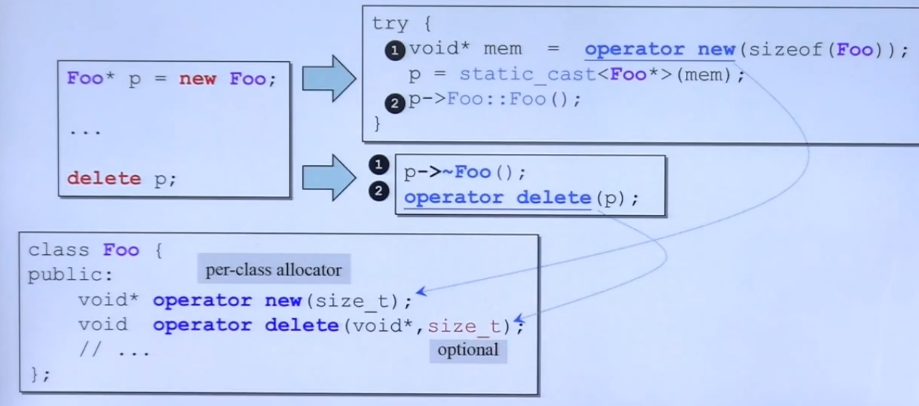 Foo* p = new Foo;
...
delete p;
try {
❶void* mem = operator new(sizeof(Foo));
p = static_cast<Foo*>(mem);
❷p->Foo::Foo();
}
❶ p->~Foo();
❷ operator delete(p);
class Foo {
public:
per-class allocator
void* operator new(size_t);
void operator delete(void*,size_t);
// ...
optional
};